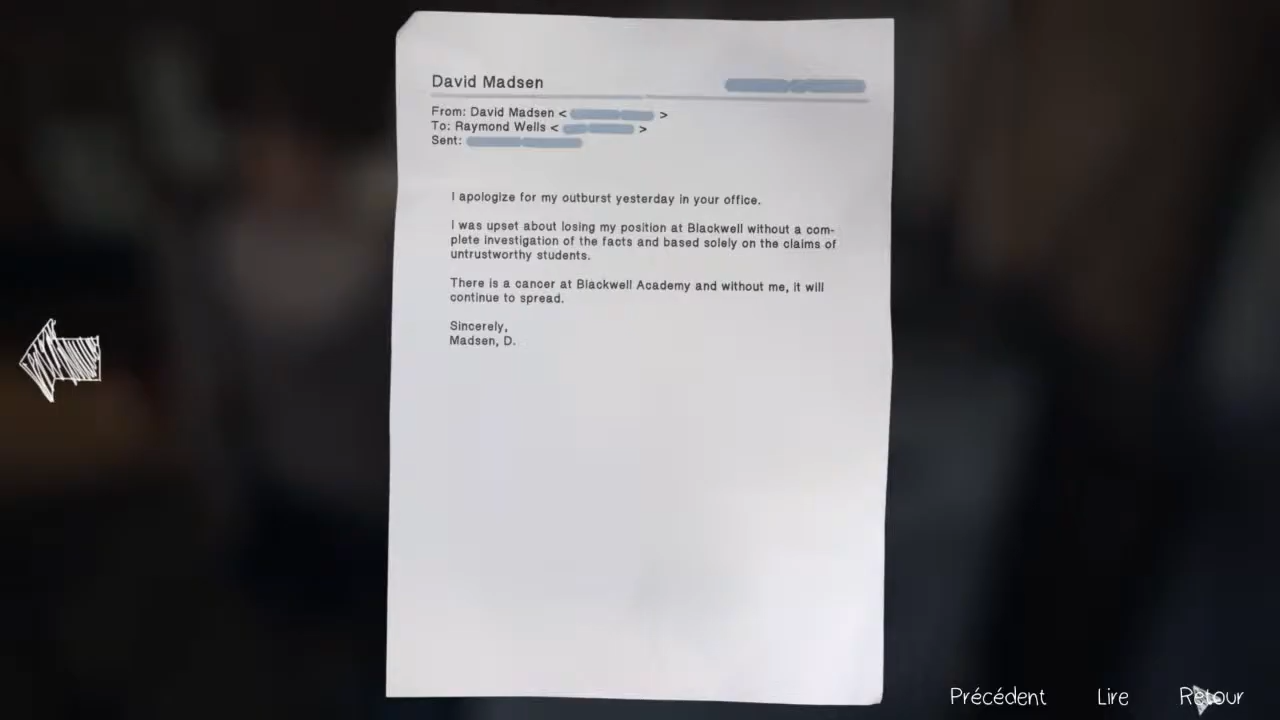 David Madsen
From: David Madsen < >
To: Raymond Wells < >
Sent:
I apologize for my outburst yesterday in your office.
I was upset about losing my position at Blackwell without a com-
plete investigation of the facts and based solely on the claims of
untrustworthy students.
There is a cancer at Blackwell Academy and without me, it will
continue to spread.
Sincerely,
Madsen, D.
Précédent Lire Retour